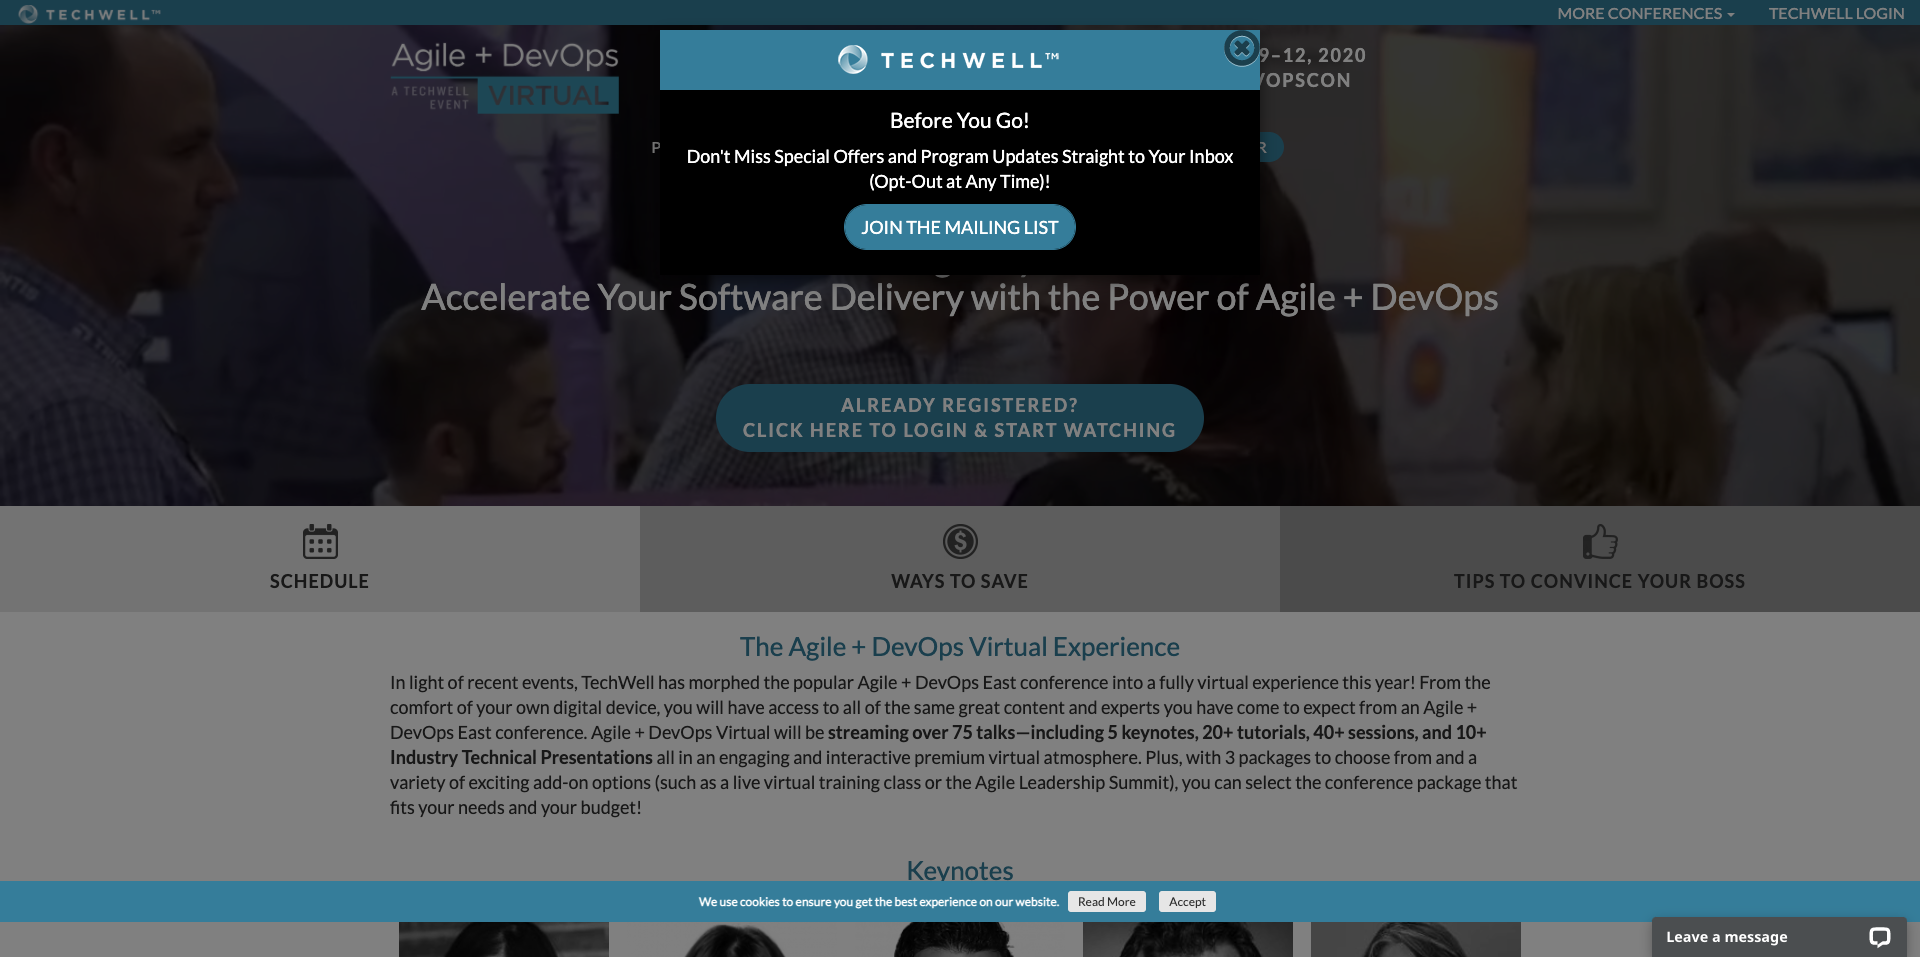 TECHWELL™
MORE CONFERENCES
TECHWELL LOGIN
Agile + DevOps
A TECHWELL
EVENT
VIRTUAL
9–12, 2020
VOPSCON
TECHWELL™
Before You Go!
Don't Miss Special Offers and Program Updates Straight to Your Inbox
(Opt-Out at Any Time)!
JOIN THE MAILING LIST
Accelerate Your Software Delivery with the Power of Agile + DevOps
ALREADY REGISTERED?
CLICK HERE TO LOGIN & START WATCHING
SCHEDULE
WAYS TO SAVE
TIPS TO CONVINCE YOUR BOSS
The Agile + DevOps Virtual Experience
In light of recent events, TechWell has morphed the popular Agile + DevOps East conference into a fully virtual experience this year! From the
comfort of your own digital device, you will have access to all of the same great content and experts you have come to expect from an Agile +
DevOps East conference. Agile + DevOps Virtual will be streaming over 75 talks—including 5 keynotes, 20+ tutorials, 40+ sessions, and 10+
Industry Technical Presentations all in an engaging and interactive premium virtual atmosphere. Plus, with 3 packages to choose from and a
variety of exciting add-on options (such as a live virtual training class or the Agile Leadership Summit), you can select the conference package that
fits your needs and your budget!
Keynotes
We use cookies to ensure you get the best experience on our website.
Read More
Accept
Leave a message